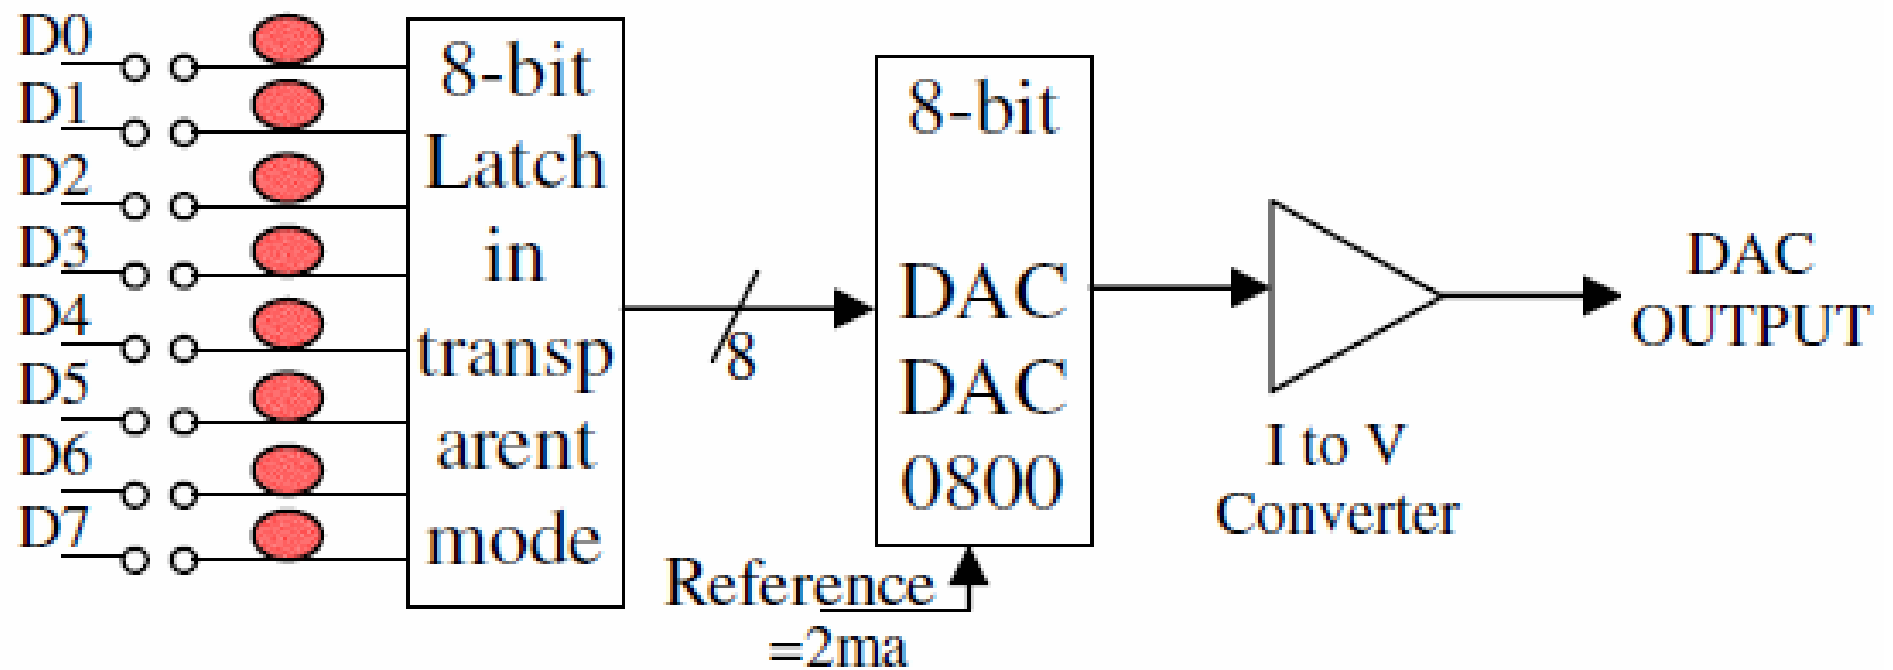 D0
D1
D2
D3
D4
D5
D6
D7
8-bit
Latch
in
transp
arent
mode
8
8-bit
DAC
DAC
0800
Reference
=2ma
I to V
Converter
DAC
OUTPUT